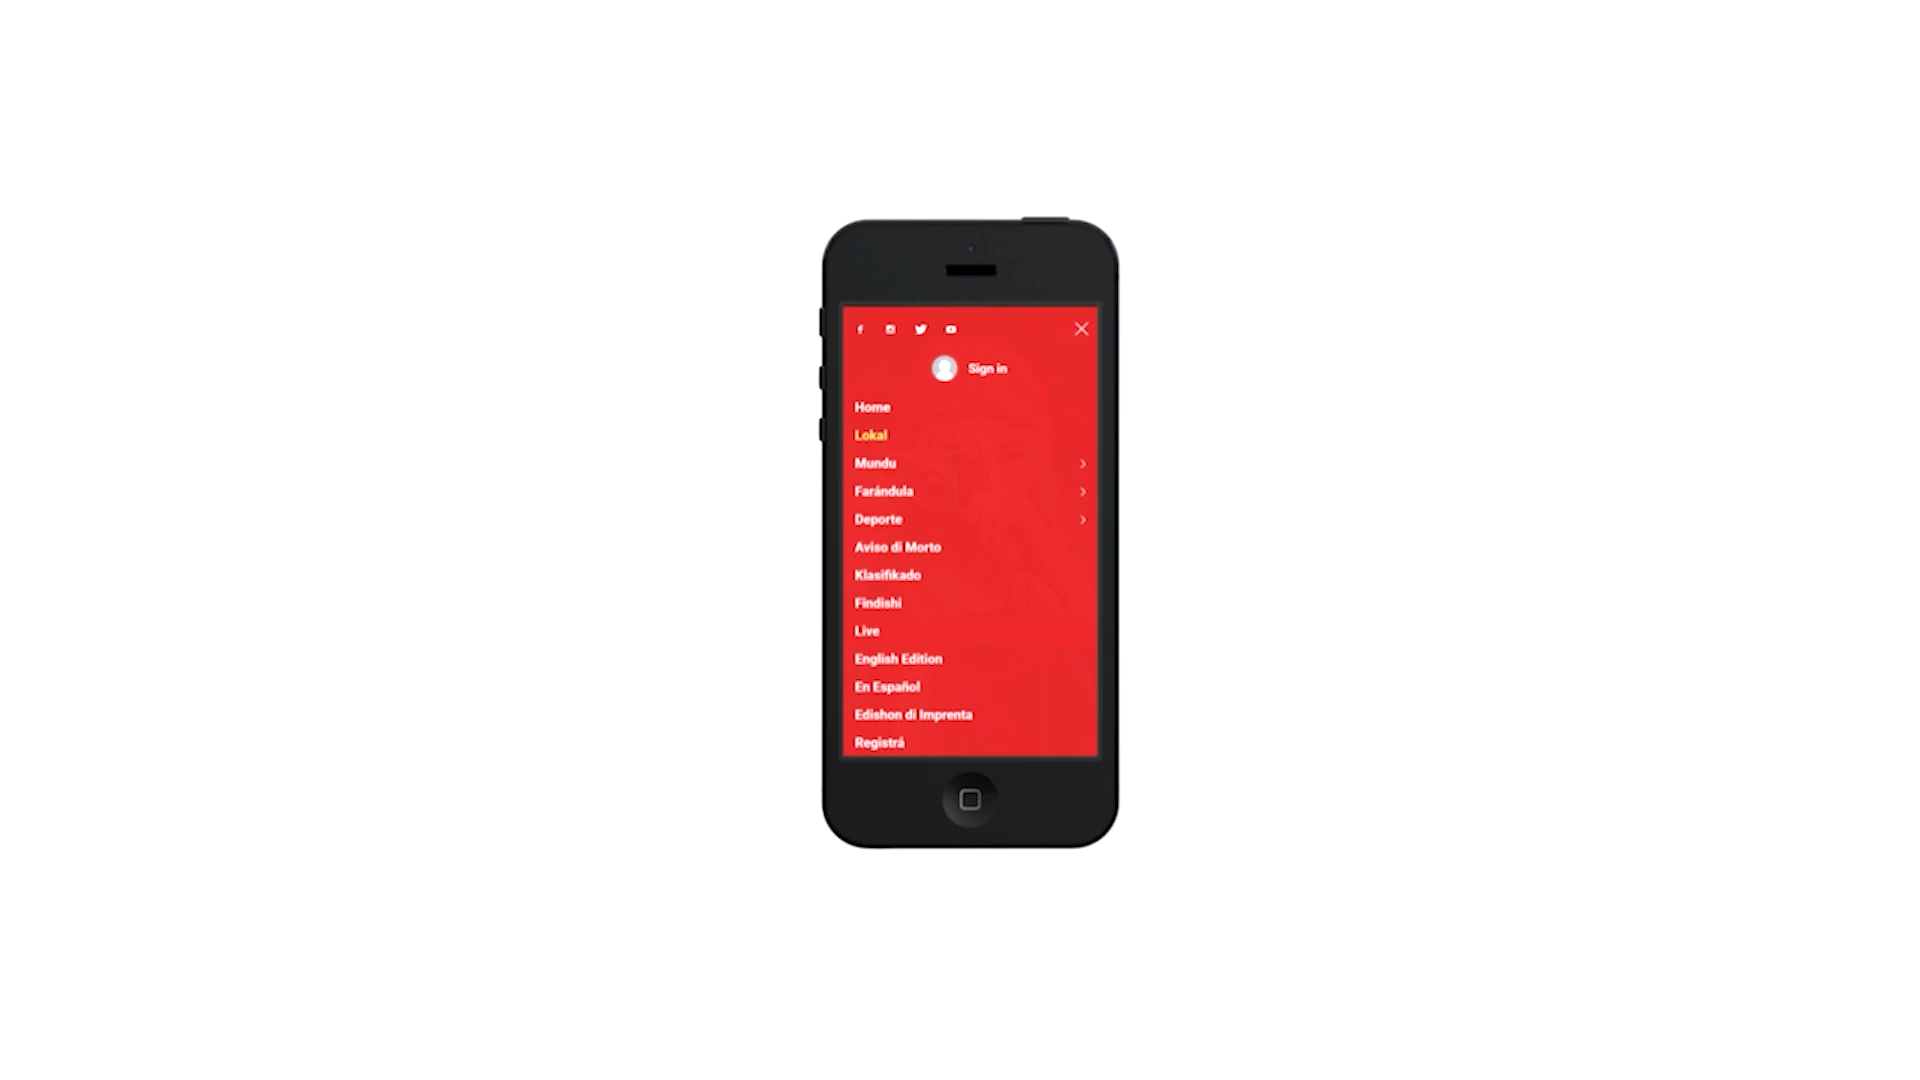 Sign in
Home
Lokal
Mundu
Farándula
Deporte
Aviso di Morto
Klasifikado
Findishi
Live
English Edition
En Español
Edishon di Imprenta
Registrá